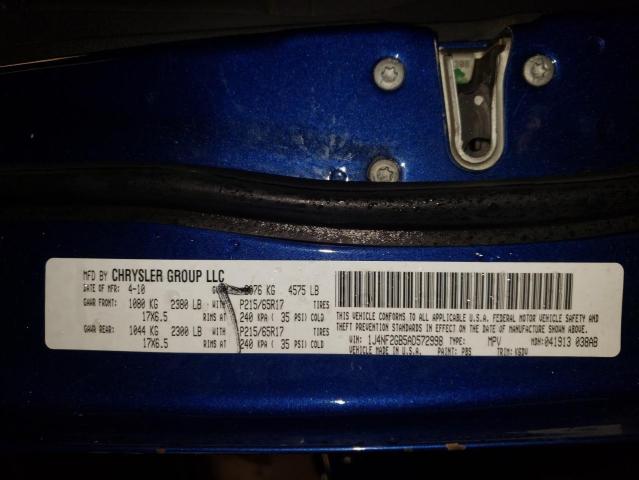 MFD BY CHRYSLER GROUP LLC
DATE OF MFR: 4-10 2076 KG 4575 LB
GAWR FRONT: 1080 KG 2380 LB WITH P215/65R17 TIRES
17X6.5 RIMS AT 240 KPA ( 35 PSI) COLD
GAWR REAR: 1044 KG 2300 LB WITH P215/65R17 TIRES
17X6.5 RIMS AT 240 KPA ( 35 PSI) COLD
THIS VEHICLE CONFORMS TO ALL APPLICABLE U.S.A. FEDERAL MOTOR VEHICLE SAFETY AND
THEFT PREVENTION STANDARDS IN EFFECT ON THE DATE OF MANUFACTURE SHOWN ABOVE.
VIN: 1J4NF2GB5AD572998 TYPE: MPV MDH: 041913 038AB
VEHICLE MADE IN U.S.A. PAINT: PBS TRIM: KGDV